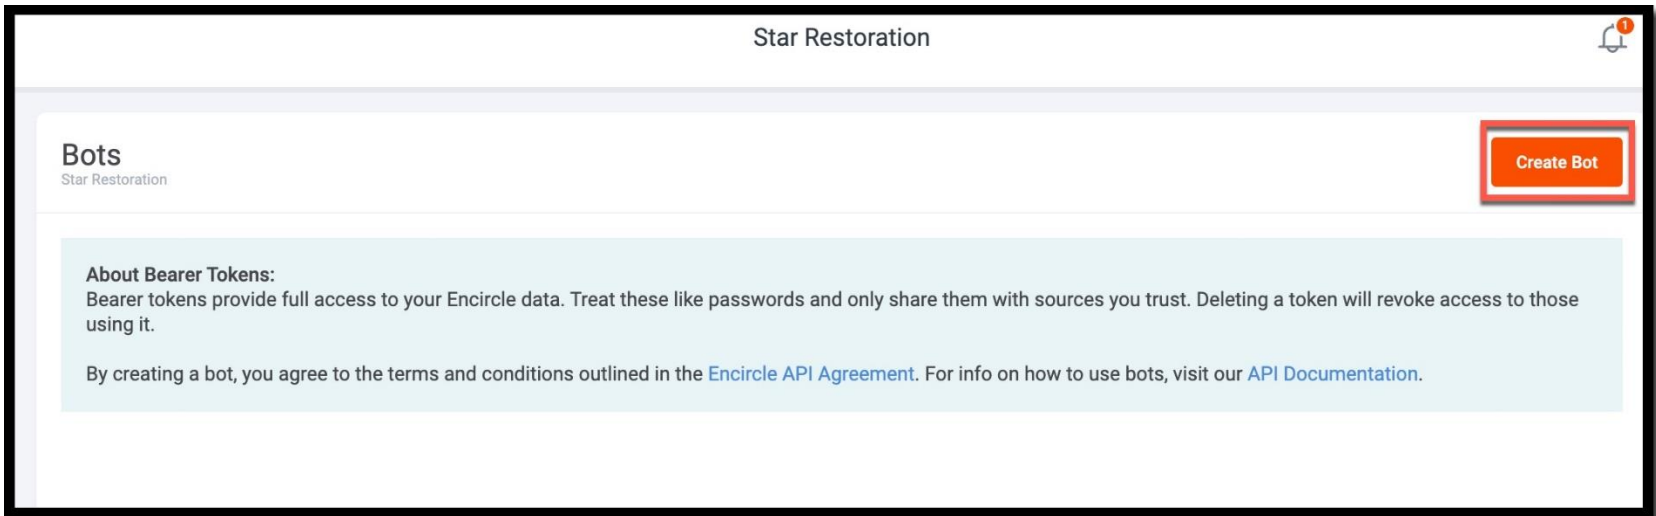 Star Restoration
1
Bots
Star Restoration
Create Bot
About Bearer Tokens:
Bearer tokens provide full access to your Encircle data. Treat these like passwords and only share them with sources you trust. Deleting a token will revoke access to those
using it.
By creating a bot, you agree to the terms and conditions outlined in the Encircle API Agreement. For info on how to use bots, visit our API Documentation.